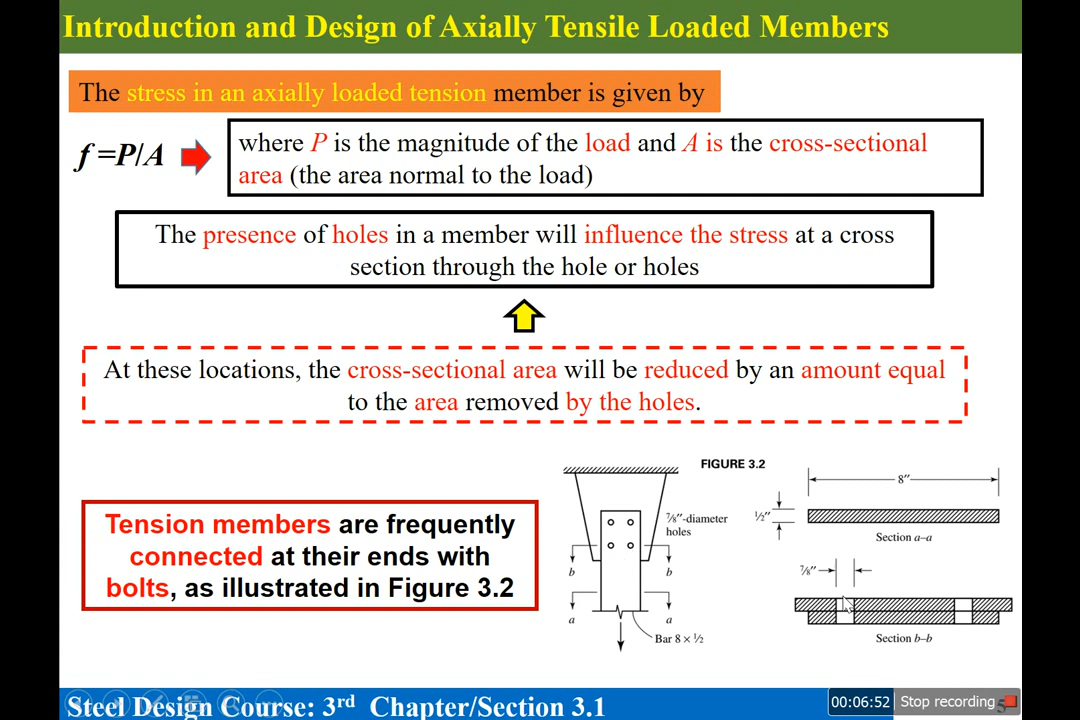 Introduction and Design of Axially Tensile Loaded Members
The stress in an axially loaded tension member is given by
f =P/A
where P is the magnitude of the load and A is the cross-sectional
area (the area normal to the load)
The presence of holes in a member will influence the stress at a cross
section through the hole or holes
At these locations, the cross-sectional area will be reduced by an amount equal
to the area removed by the holes.
Tension members are frequently
connected at their ends with
bolts, as illustrated in Figure 3.2
FIGURE 3.2
⅞″-diameter
holes
b
b
a
a
Bar 8 × ½
8″
½″
Section a–a
⅞″
Section b–b
Steel Design Course: 3rd Chapter/Section 3.1
00:06:52
Stop recording
5